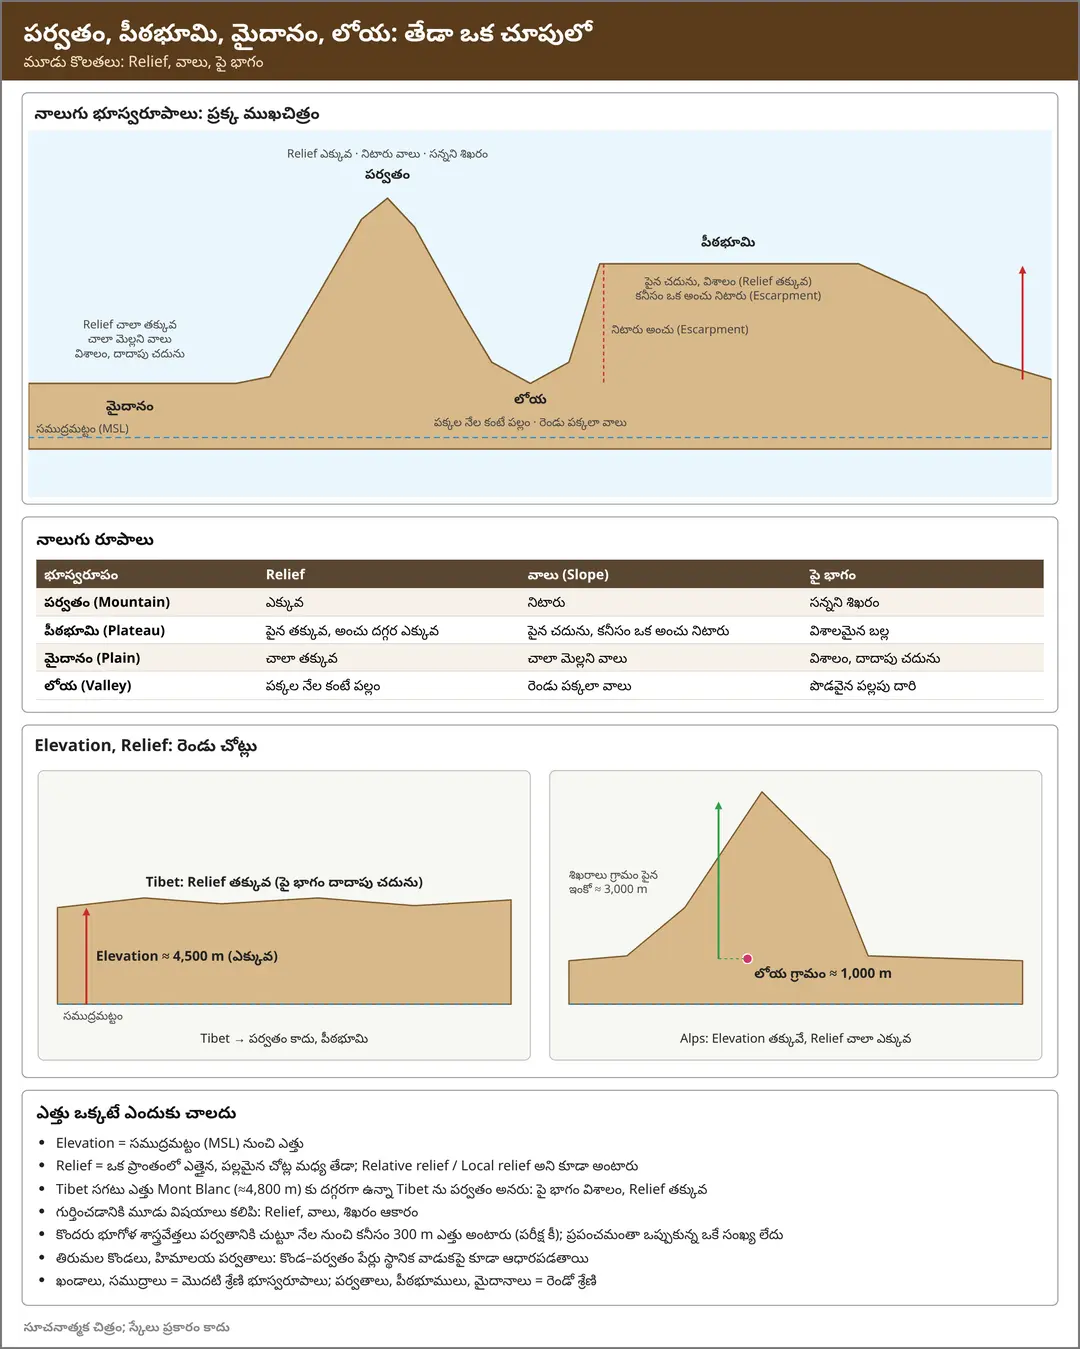 పర్వతం, పీఠభూమి, మైదానం, లోయ: తేడా ఒక చూపులో
మూడు కొలతలు: Relief, వాలు, పై భాగం
నాలుగు భూస్వరూపాలు: ప్రక్క ముఖచిత్రం
Relief ఎక్కువ · నిటారు వాలు · సన్నని శిఖరం
పర్వతం
పీఠభూమి
పైన చదును, విశాలం (Relief తక్కువ)
కనీసం ఒక అంచు నిటారు (Escarpment)
నిటారు అంచు (Escarpment)
Relief చాలా తక్కువ
చాలా మెల్లని వాలు
విశాలం, దాదాపు చదును
మైదానం
లోయ
పక్కల నేల కంటే పల్లం · రెండు పక్కలా వాలు
సముద్రమట్టం (MSL)
నాలుగు రూపాలు
భూస్వరూపం Relief వాలు (Slope) పై భాగం
పర్వతం (Mountain) ఎక్కువ నిటారు సన్నని శిఖరం
పీఠభూమి (Plateau) పైన తక్కువ, అంచు దగ్గర ఎక్కువ పైన చదును, కనీసం ఒక అంచు నిటారు విశాలమైన బల్ల
మైదానం (Plain) చాలా తక్కువ చాలా మెల్లని వాలు విశాలం, దాదాపు చదును
లోయ (Valley) పక్కల నేల కంటే పల్లం రెండు పక్కలా వాలు పొడవైన పల్లపు దారి
Elevation, Relief: రెండు చోట్లు
Tibet: Relief తక్కువ (పై భాగం దాదాపు చదును)
Elevation ≈ 4,500 m (ఎక్కువ)
సముద్రమట్టం
Tibet → పర్వతం కాదు, పీఠభూమి
శిఖరాలు గ్రామం పైన
ఇంకో ≈ 3,000 m
లోయ గ్రామం ≈ 1,000 m
Alps: Elevation తక్కువే, Relief చాలా ఎక్కువ
ఎత్తు ఒక్కటే ఎందుకు చాలదు
• Elevation = సముద్రమట్టం (MSL) నుంచి ఎత్తు
• Relief = ఒక ప్రాంతంలో ఎత్తైన, పల్లమైన చోట్ల మధ్య తేడా; Relative relief / Local relief అని కూడా అంటారు
• Tibet సగటు ఎత్తు Mont Blanc (≈4,800 m) కు దగ్గరగా ఉన్నా Tibet ను పర్వతం అనరు: పై భాగం విశాలం, Relief తక్కువ
• గుర్తించడానికి మూడు విషయాలు కలిపి: Relief, వాలు, శిఖరం ఆకారం
• కొందరు భూగోళ శాస్త్రవేత్తలు పర్వతానికి చుట్టూ నేల నుంచి కనీసం 300 m ఎత్తు అంటారు (పరీక్ష కీ); ప్రపంచమంతా ఒప్పుకున్న ఒకే సంఖ్య లేదు
• తిరుమల కొండలు, హిమాలయ పర్వతాలు: కొండ–పర్వతం పేర్లు స్థానిక వాడుకపై కూడా ఆధారపడతాయి
• ఖండాలు, సముద్రాలు = మొదటి శ్రేణి భూస్వరూపాలు; పర్వతాలు, పీఠభూములు, మైదానాలు = రెండో శ్రేణి
సూచనాత్మక చిత్రం; స్కేలు ప్రకారం కాదు